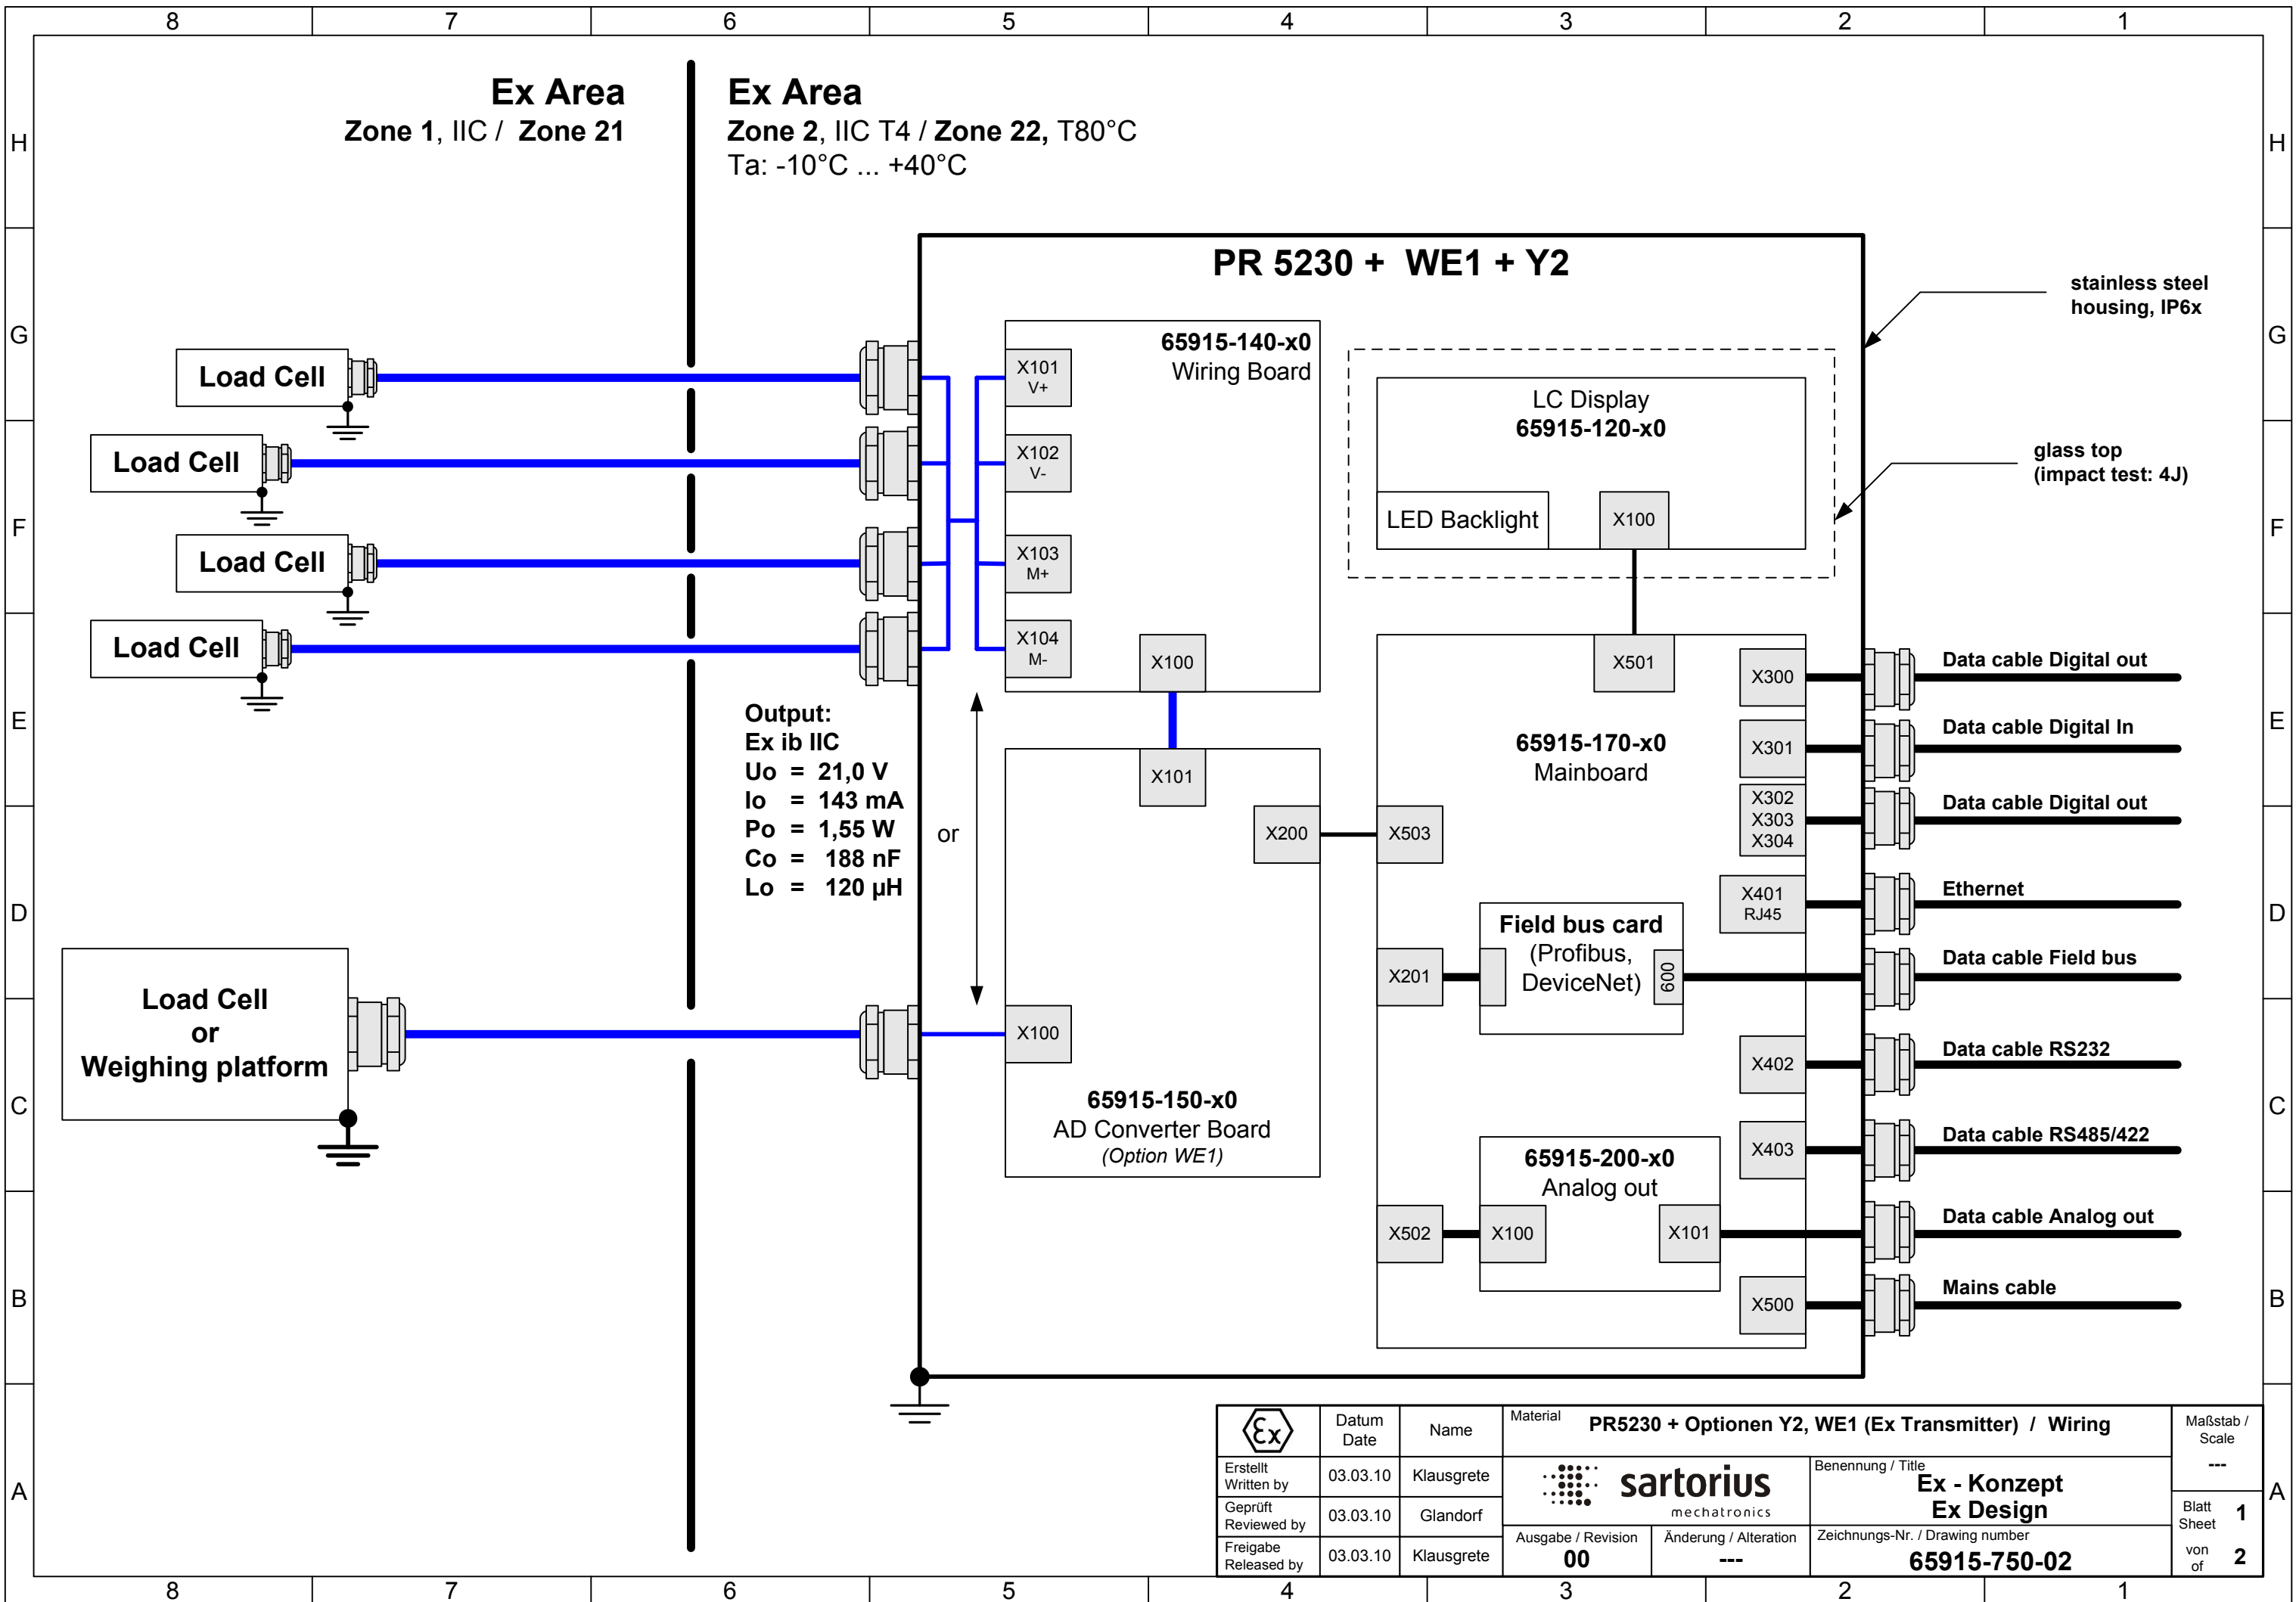 8 7 6 5 4 3 2 1
H
G
F
E
D
C
B
A
H
G
F
E
D
C
B
A
Ex Area
Zone 1, IIC / Zone 21
Ex Area
Zone 2, IIC T4 / Zone 22, T80°C
Ta: -10°C ... +40°C
PR 5230 + WE1 + Y2
stainless steel
housing, IP6x
glass top
(impact test: 4J)
Load Cell
Load Cell
Load Cell
Load Cell
Load Cell
or
Weighing platform
Output:
Ex ib IIC
Uo = 21,0 V
Io = 143 mA
Po = 1,55 W
Co = 188 nF
Lo = 120 µH
or
65915-140-x0
Wiring Board
X101
V+
X102
V-
X103
M+
X104
M-
X100
X101
X200
X100
65915-150-x0
AD Converter Board
(Option WE1)
LC Display
65915-120-x0
LED Backlight
X100
X501
65915-170-x0
Mainboard
X503
X201
X502
Field bus card
(Profibus,
DeviceNet)
600
65915-200-x0
Analog out
X100
X101
X300
X301
X302
X303
X304
X401
RJ45
X402
X403
X500
Data cable Digital out
Data cable Digital In
Data cable Digital out
Ethernet
Data cable Field bus
Data cable RS232
Data cable RS485/422
Data cable Analog out
Mains cable
Ex
Datum
Date
Name
Material
PR5230 + Optionen Y2, WE1 (Ex Transmitter) / Wiring
Maßstab /
Scale
---
Erstellt
Written by
03.03.10
Klausgrete
Geprüft
Reviewed by
03.03.10
Glandorf
Freigabe
Released by
03.03.10
Klausgrete
sartorius
mechatronics
Benennung / Title
Ex - Konzept
Ex Design
Ausgabe / Revision
00
Änderung / Alteration
---
Zeichnungs-Nr. / Drawing number
65915-750-02
Blatt
Sheet
1
von
of
2
8 7 6 5 4 3 2 1